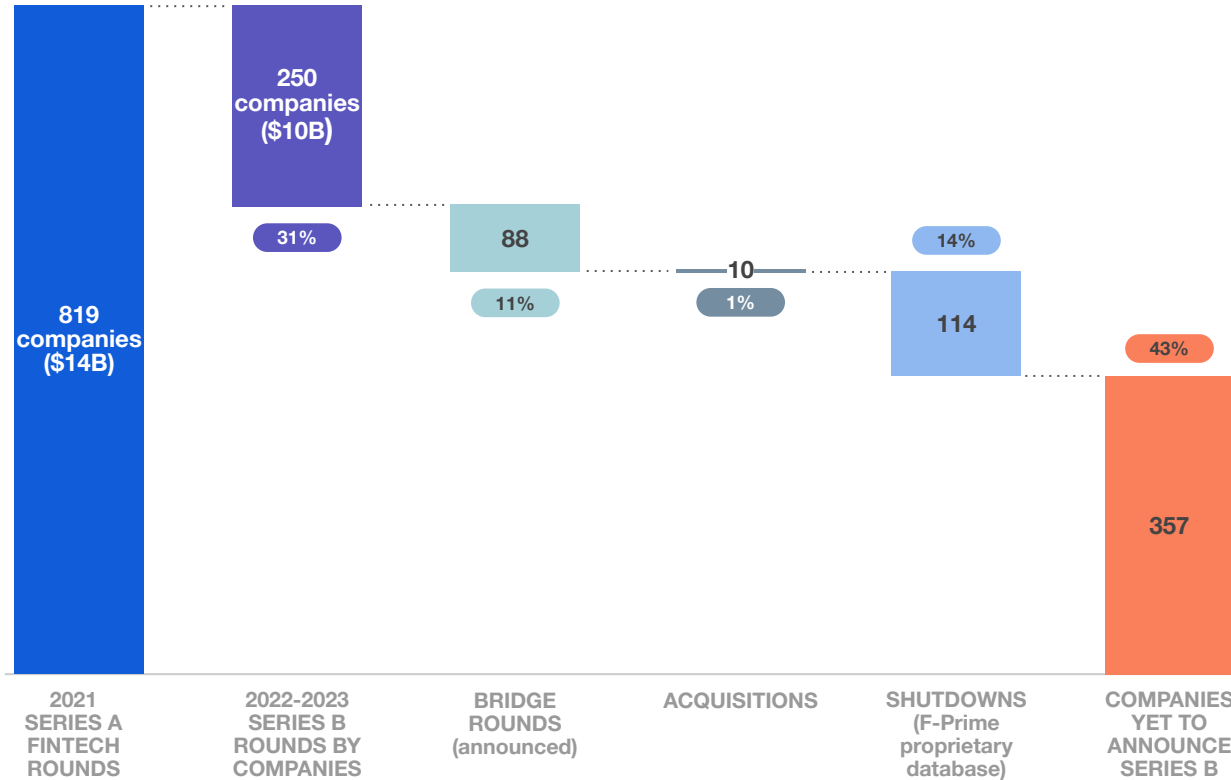 819
companies
($14B)
250
companies
($10B)
31%
88
11%
10
1%
14%
114
43%
357
2021
SERIES A
FINTECH
ROUNDS
2022-2023
SERIES B
ROUNDS BY
COMPANIES
BRIDGE
ROUNDS
(announced)
ACQUISITIONS
SHUTDOWNS
(F-Prime
proprietary
database)
COMPANIES
YET TO
ANNOUNCE
SERIES B